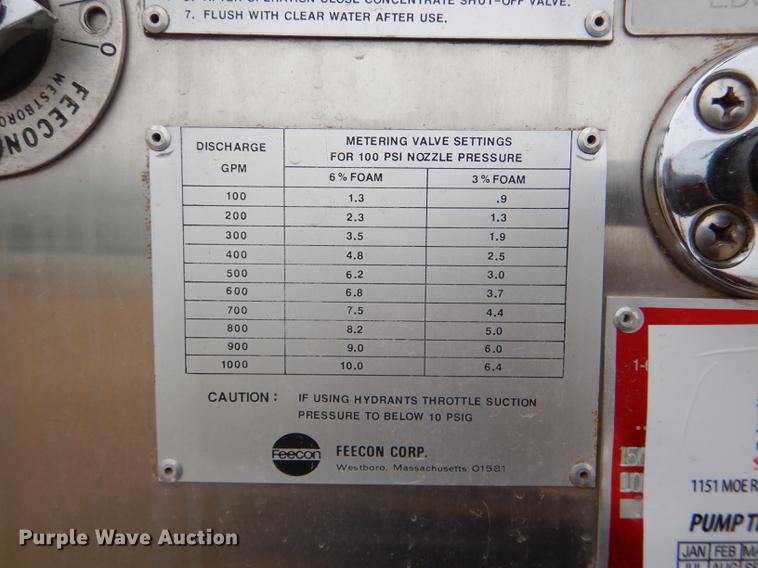 7. FLUSH WITH CLEAR WATER AFTER USE.
0
FEECON
WESTBORO
DISCHARGE GPM
METERING VALVE SETTINGS
FOR 100 PSI NOZZLE PRESSURE
6% FOAM 3% FOAM
100 1.3 .9
200 2.3 1.3
300 3.5 1.9
400 4.8 2.5
500 6.2 3.0
600 6.8 3.7
700 7.5 4.4
800 8.2 5.0
900 9.0 6.0
1000 10.0 6.4
CAUTION: IF USING HYDRANTS THROTTLE SUCTION
PRESSURE TO BELOW 10 PSIG
Feecon
FEECON CORP.
Westboro, Massachusetts 01581
1151 MOE R
PUMP T
JAN FEB MA
Purple Wave Auction